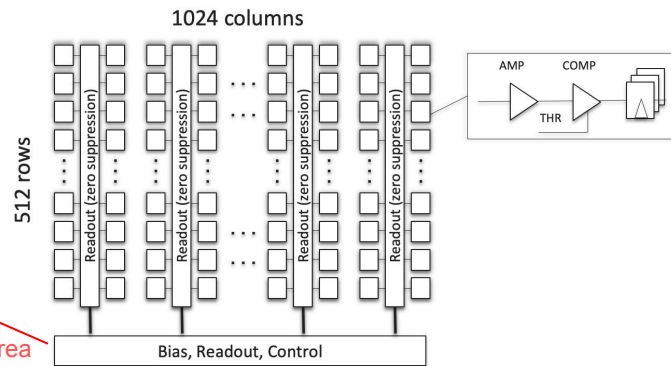 1024 columns
512 rows
Readout (zero suppression)
Readout (zero suppression)
Readout (zero suppression)
Readout (zero suppression)
AMP
COMP
THR
rea
Bias, Readout, Control